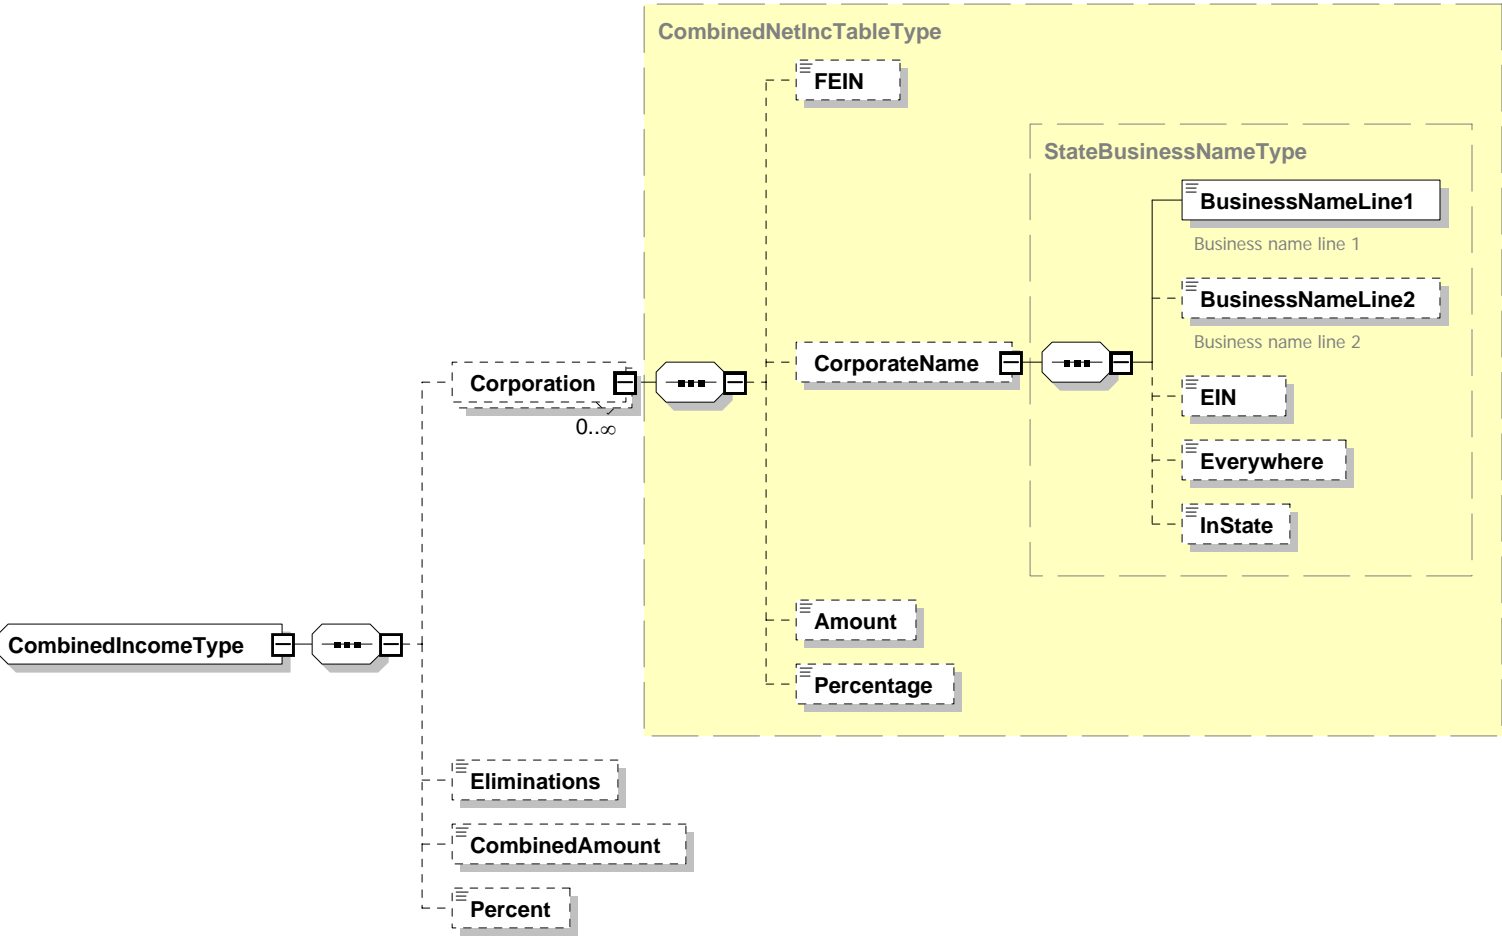 CombinedNetIncTableType
FEIN
StateBusinessNameType
BusinessNameLine1
Business name line 1
BusinessNameLine2
Business name line 2
CorporateName
Corporation
0..∞
EIN
Everywhere
InState
Amount
CombinedIncomeType
Percentage
Eliminations
CombinedAmount
Percent